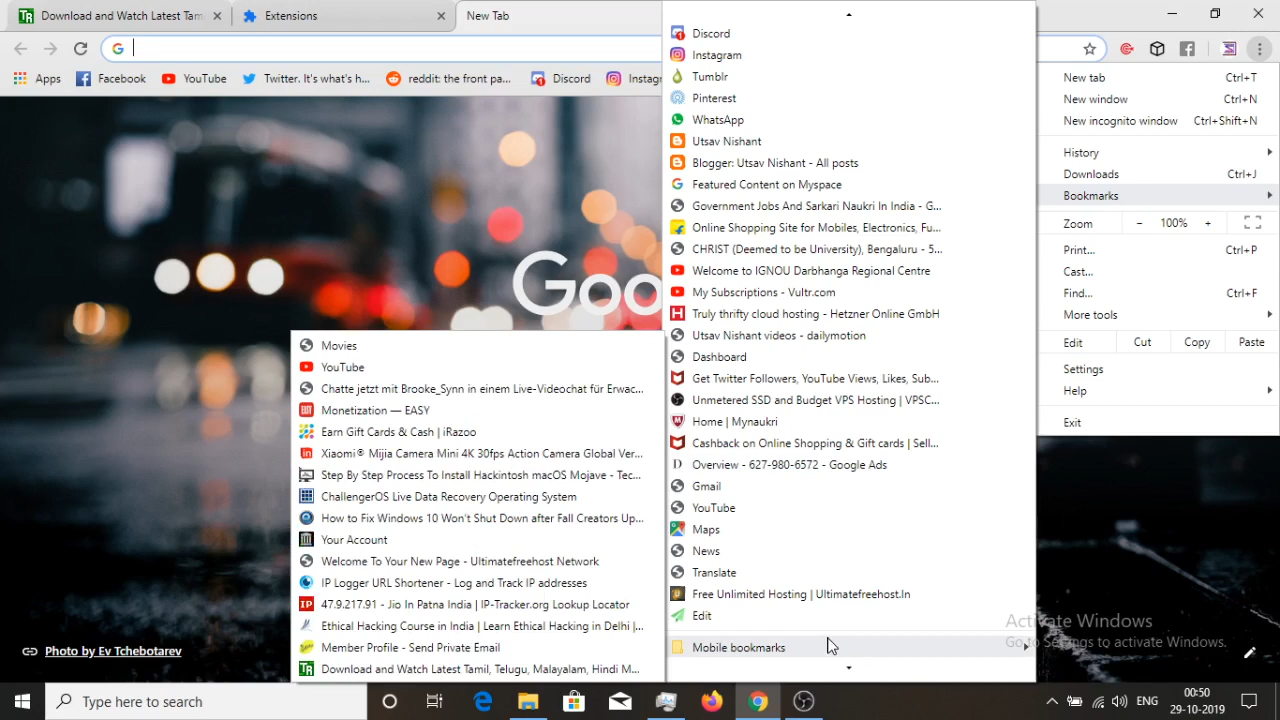 Download and Watch Latest Tam
Extensions
New Tab
Apps
Facebook
YouTube
Twitter. It's what's h...
reddit: the front pa...
Discord
Instag
Discord
Instagram
Tumblr
Pinterest
WhatsApp
Utsav Nishant
Blogger: Utsav Nishant - All posts
Featured Content on Myspace
Government Jobs And Sarkari Naukri In India - G...
Online Shopping Site for Mobiles, Electronics, Fu...
CHRIST (Deemed to be University), Bengaluru - 5...
Welcome to IGNOU Darbhanga Regional Centre
My Subscriptions - Vultr.com
Truly thrifty cloud hosting - Hetzner Online GmbH
Utsav Nishant videos - dailymotion
Dashboard
Get Twitter Followers, YouTube Views, Likes, Sub...
Unmetered SSD and Budget VPS Hosting | VPSC...
Home | Mynaukri
Cashback on Online Shopping & Gift cards | Sell...
Overview - 627-980-6572 - Google Ads
Gmail
YouTube
Maps
News
Translate
Free Unlimited Hosting | Ultimatefreehost.In
Edit
Mobile bookmarks
New tab Ctrl+T
New window Ctrl+N
New incognito window Ctrl+Shift+N
History
Downloads Ctrl+J
Bookmarks
Zoom - 100% +
Print... Ctrl+P
Cast...
Find... Ctrl+F
More tools
Edit Cut Copy Paste
Settings
Help
Exit
Goo
Movies
YouTube
Chatte jetzt mit Brooke_Synn in einem Live-Videochat für Erwac...
Monetization — EASY
Earn Gift Cards & Cash | iRazoo
Xiaomi® Mijia Camera Mini 4K 30fps Action Camera Global Ver...
Step By Step Process To Install Hackintosh macOS Mojave - Tec...
ChallengerOS Live Data Recovery Operating System
How to Fix Windows 10 Won't Shut Down after Fall Creators Up...
Your Account
Welcome To Your New Page - Ultimatefreehost Network
IP Logger URL Shortener - Log and Track IP addresses
47.9.217.91 - Jio In Patna India | IP-Tracker.org Lookup Locator
Ethical Hacking Course in India | Learn Ethical Hacking in Delhi |...
Member Profile - Send Private Email
Download and Watch Latest Tamil, Telugu, Malayalam, Hindi M...
Photo by Ev Tchebotarev
Activate Windows
Go to Settings to activate Windows.
Type here to search
ENG
00:50
29-10-2019